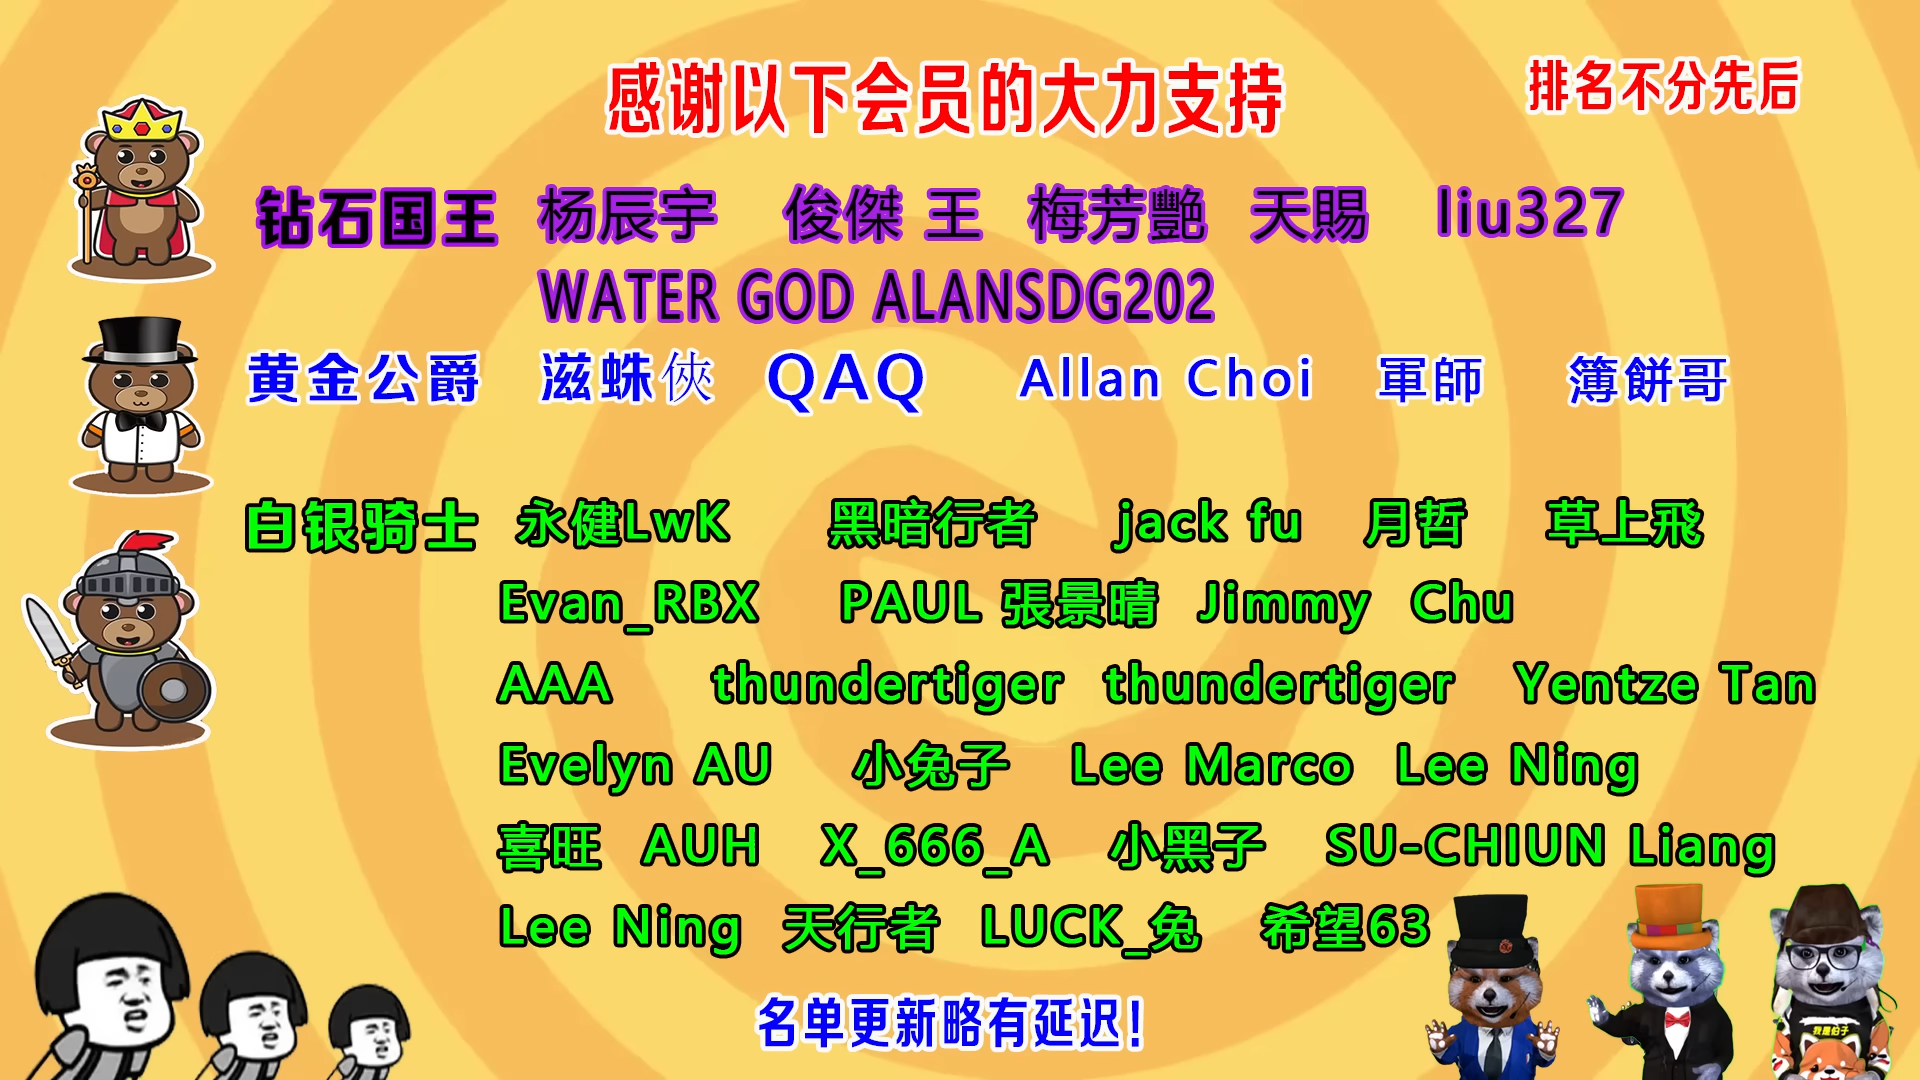 感谢以下会员的大力支持
排名不分先后
钻石国王 杨辰宇 俊傑 王 梅芳艷 天賜 liu327
WATER GOD ALANSDG202
黄金公爵 滋蛛俠 QAQ Allan Choi 軍師 簿餅哥
白银骑士 永健LwK 黑暗行者 jack fu 月哲 草上飛
Evan_RBX PAUL 張景晴 Jimmy Chu
AAA thundertiger thundertiger Yentze Tan
Evelyn AU 小兔子 Lee Marco Lee Ning
喜旺 AUH X_666_A 小黑子 SU-CHIUN Liang
Lee Ning 天行者 LUCK_兔 希望63
名单更新略有延迟!